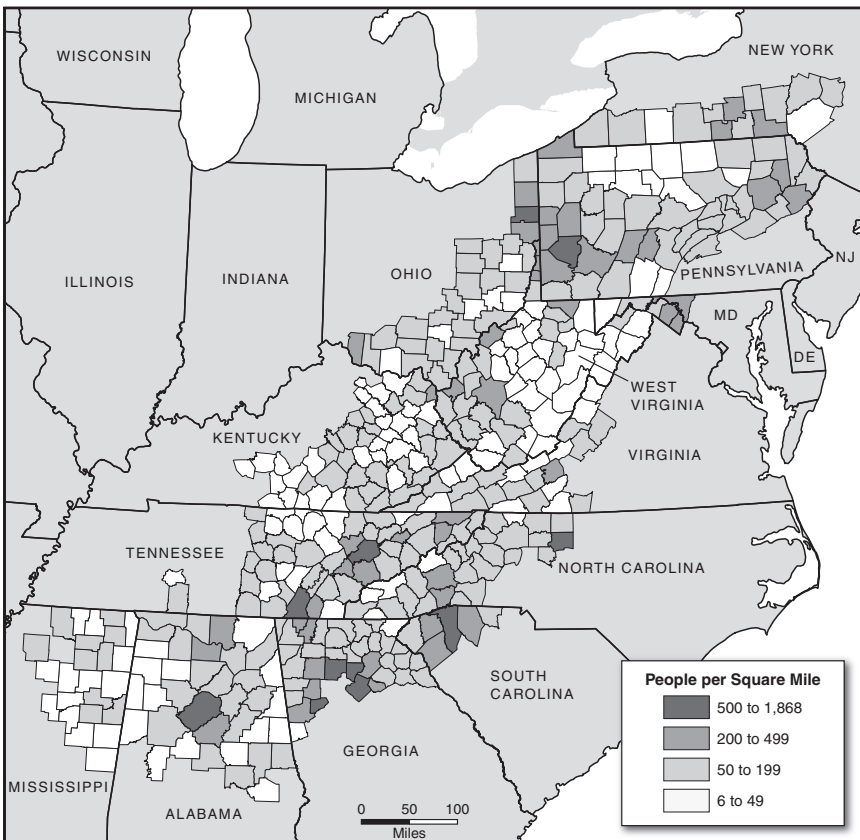 WISCONSIN
NEW YORK
MICHIGAN
ILLINOIS
INDIANA
OHIO
PENNSYLVANIA
NJ
MD
DE
WEST
VIRGINIA
KENTUCKY
VIRGINIA
TENNESSEE
NORTH CAROLINA
SOUTH
CAROLINA
GEORGIA
MISSISSIPPI
ALABAMA
0 50 100
Miles
People per Square Mile
500 to 1,868
200 to 499
50 to 199
6 to 49